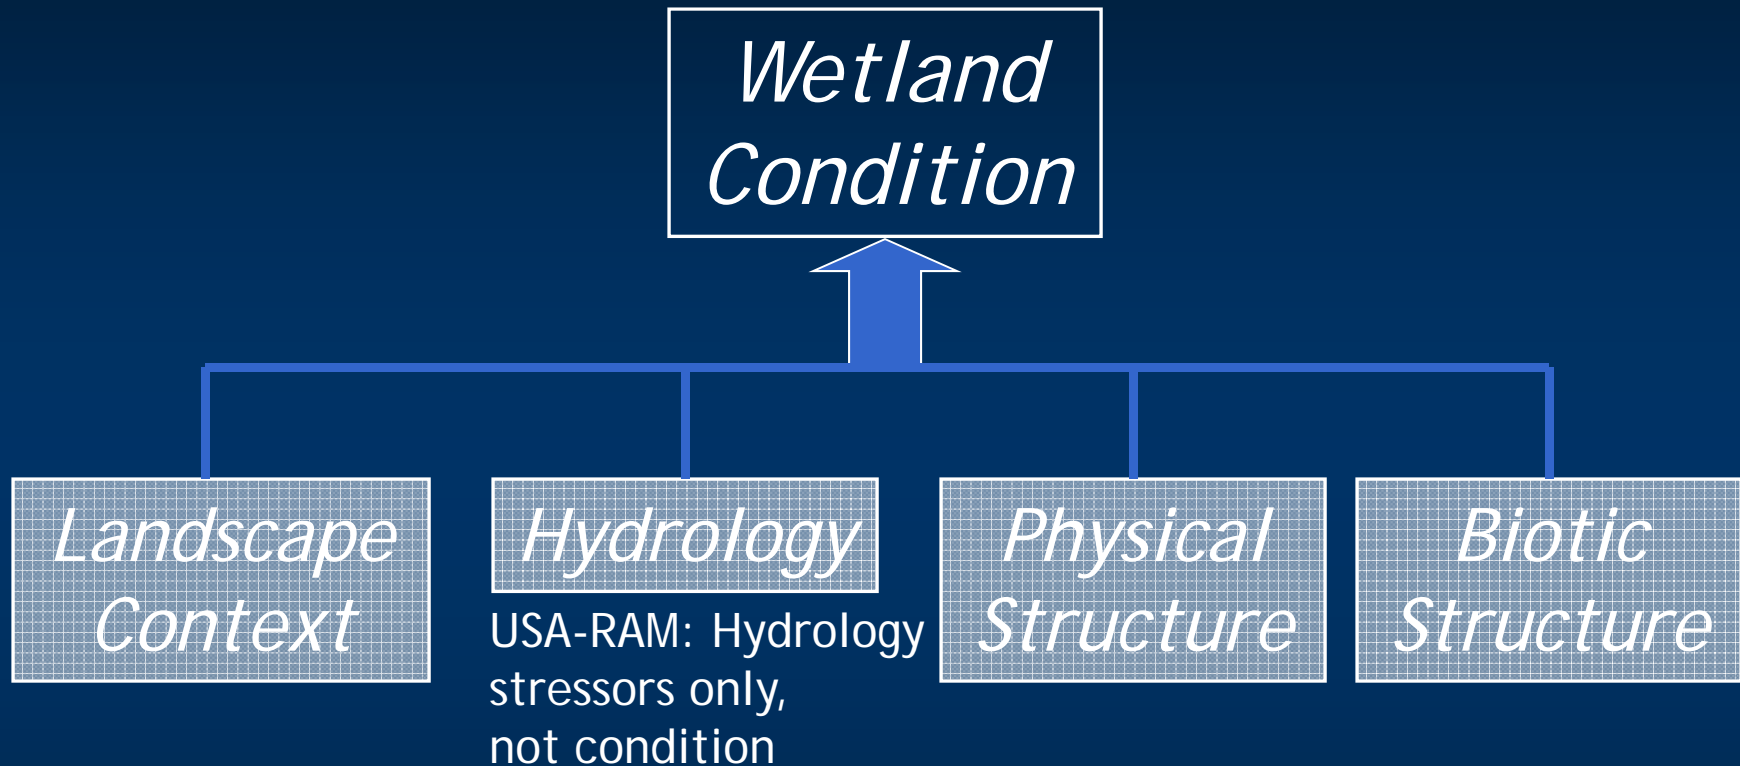 Wetland
Condition
Landscape
Context
Hydrology
USA-RAM: Hydrology
stressors only,
not condition
Physical
Structure
Biotic
Structure